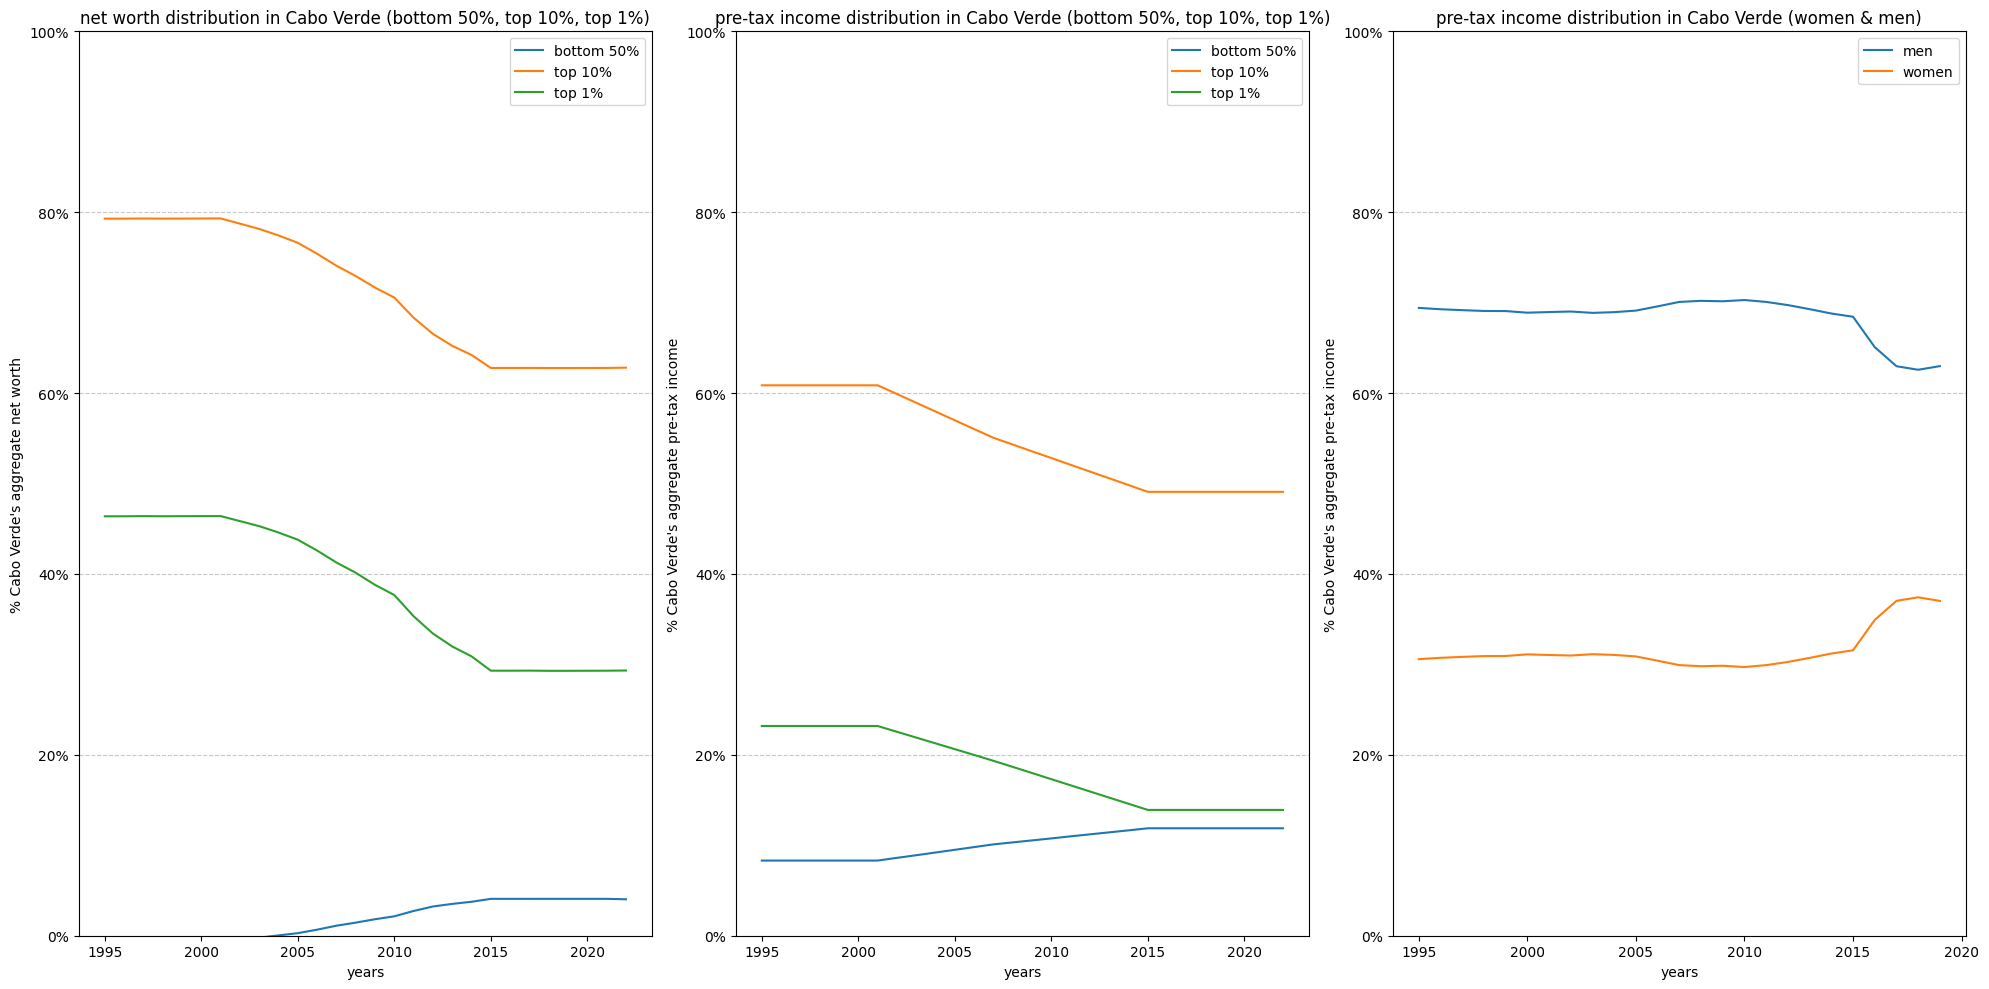 net worth distribution in Cabo Verde (bottom 50%, top 10%, top 1%)
% Cabo Verde's aggregate net worth
100%
80%
60%
40%
20%
0%
bottom 50%
top 10%
top 1%
1995 2000 2005 2010 2015 2020
years
pre-tax income distribution in Cabo Verde (bottom 50%, top 10%, top 1%)
% Cabo Verde's aggregate pre-tax income
100%
80%
60%
40%
20%
0%
bottom 50%
top 10%
top 1%
1995 2000 2005 2010 2015 2020
years
pre-tax income distribution in Cabo Verde (women & men)
% Cabo Verde's aggregate pre-tax income
100%
80%
60%
40%
20%
0%
men
women
1995 2000 2005 2010 2015 2020
years